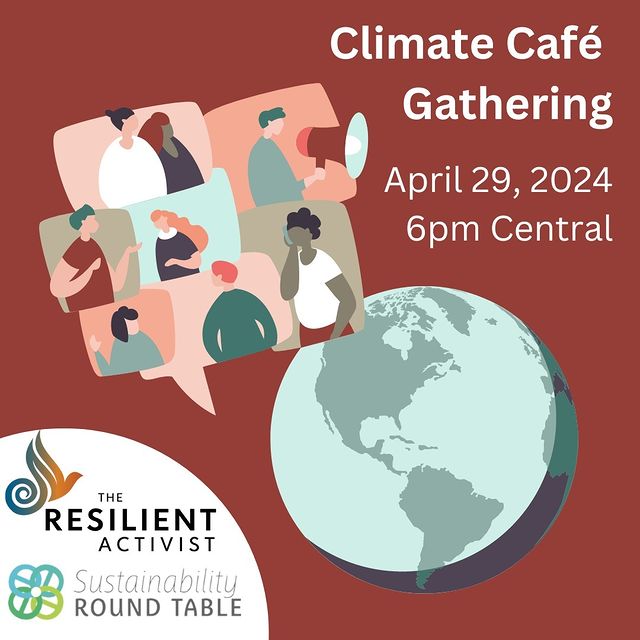 Climate Café
Gathering
April 29, 2024
6pm Central
THE
RESILIENT
ACTIVIST
Sustainability
ROUND TABLE